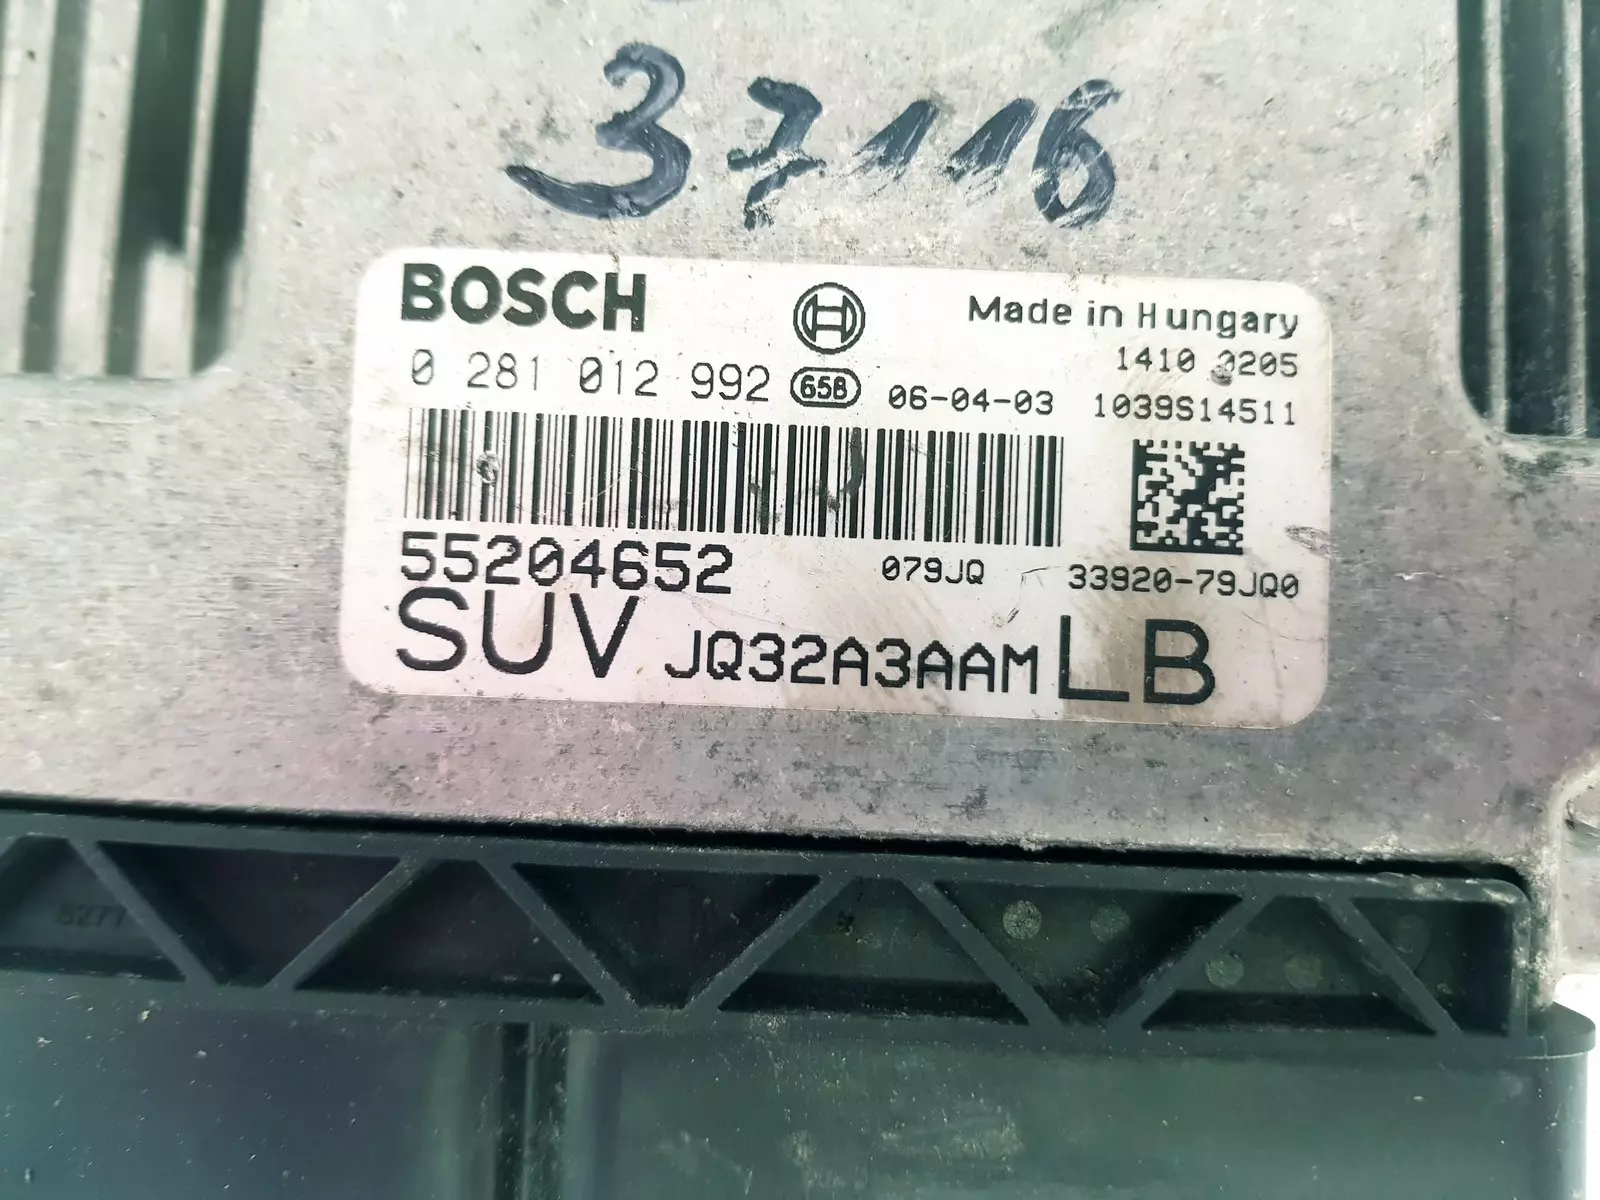 37116
BOSCH
Made in Hungary
1410 0205
0 281 012 992 65B 06-04-03 1039S14511
55204652 079JQ 33920-79JQ0
SUV JQ32A3AAM LB